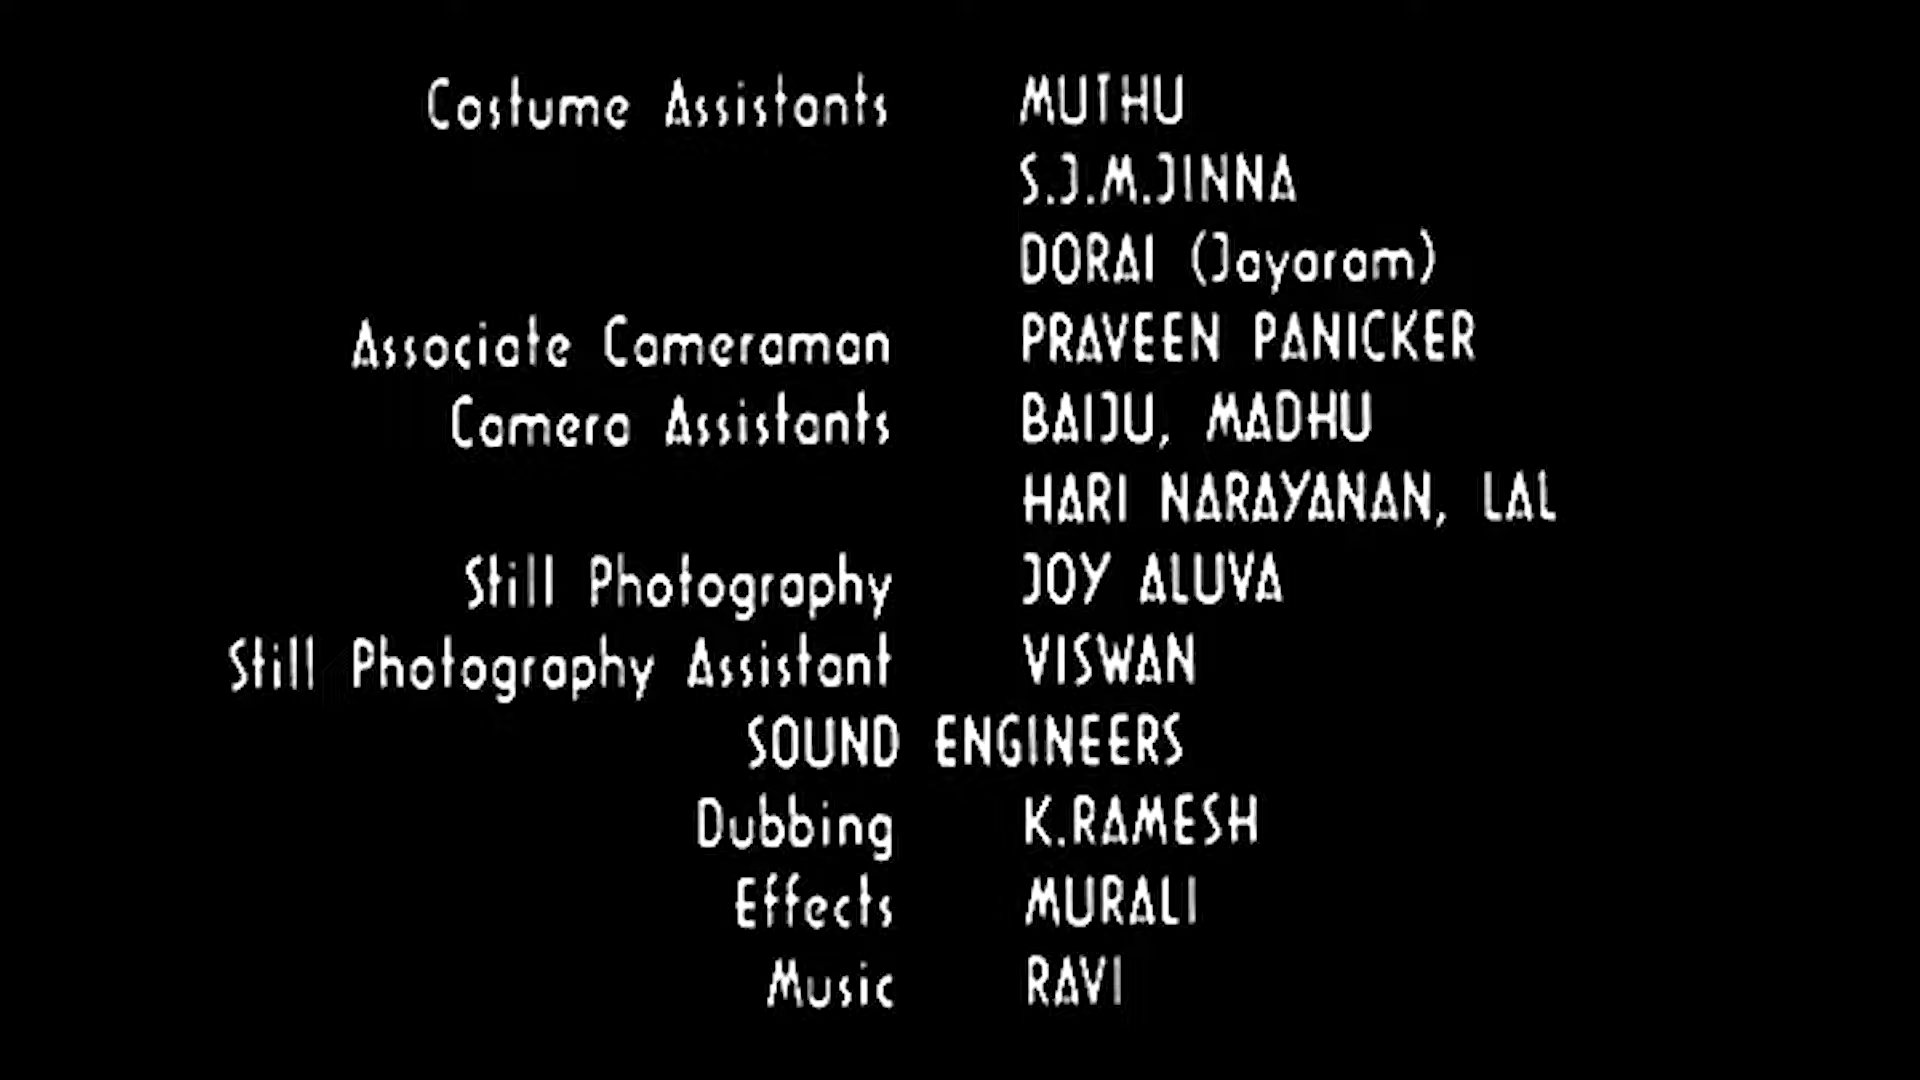 Costume Assistants MUTHU
S.J.M.JINNA
DORAI (Jayaram)
Associate Cameraman PRAVEEN PANICKER
Camera Assistants BAIJU, MADHU
HARI NARAYANAN, LAL
Still Photography JOY ALUVA
Still Photography Assistant VISWAN
SOUND ENGINEERS
Dubbing K.RAMESH
Effects MURALI
Music RAVI